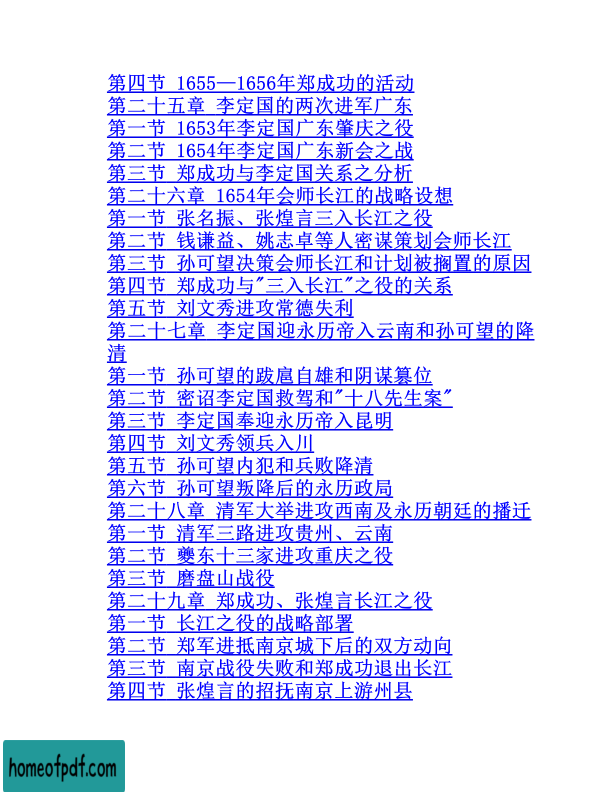 第四节 1655—1656年郑成功的活动
第二十五章 李定国的两次进军广东
第一节 1653年李定国广东肇庆之役
第二节 1654年李定国广东新会之战
第三节 郑成功与李定国关系之分析
第二十六章 1654年会师长江的战略设想
第一节 张名振、张煌言三入长江之役
第二节 钱谦益、姚志卓等人密谋策划会师长江
第三节 孙可望决策会师长江和计划被搁置的原因
第四节 郑成功与"三入长江"之役的关系
第五节 刘文秀进攻常德失利
第二十七章 李定国迎永历帝入云南和孙可望的降
清
第一节 孙可望的跋扈自雄和阴谋篡位
第二节 密诏李定国救驾和"十八先生案"
第三节 李定国奉迎永历帝入昆明
第四节 刘文秀领兵入川
第五节 孙可望内犯和兵败降清
第六节 孙可望叛降后的永历政局
第二十八章 清军大举进攻西南及永历朝廷的播迁
第一节 清军三路进攻贵州、云南
第二节 夔东十三家进攻重庆之役
第三节 磨盘山战役
第二十九章 郑成功、张煌言长江之役
第一节 长江之役的战略部署
第二节 郑军进抵南京城下后的双方动向
第三节 南京战役失败和郑成功退出长江
第四节 张煌言的招抚南京上游州县
homeofpdf.com